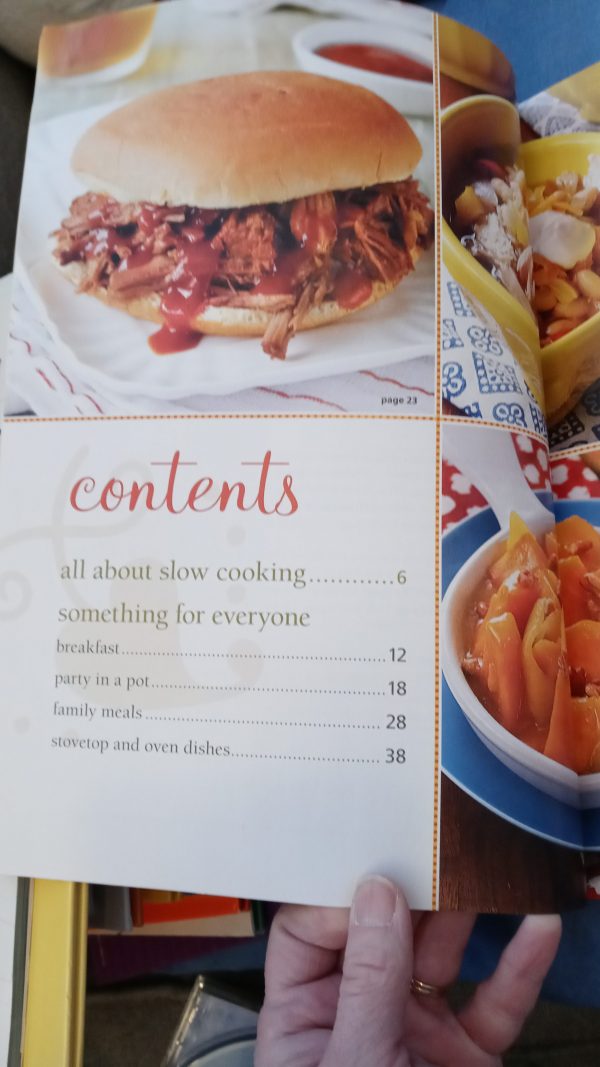 page 23
contents
all about slow cooking............6
something for everyone
breakfast..........................................................12
party in a pot....................................................18
family meals.....................................................28
stovetop and oven dishes................................38